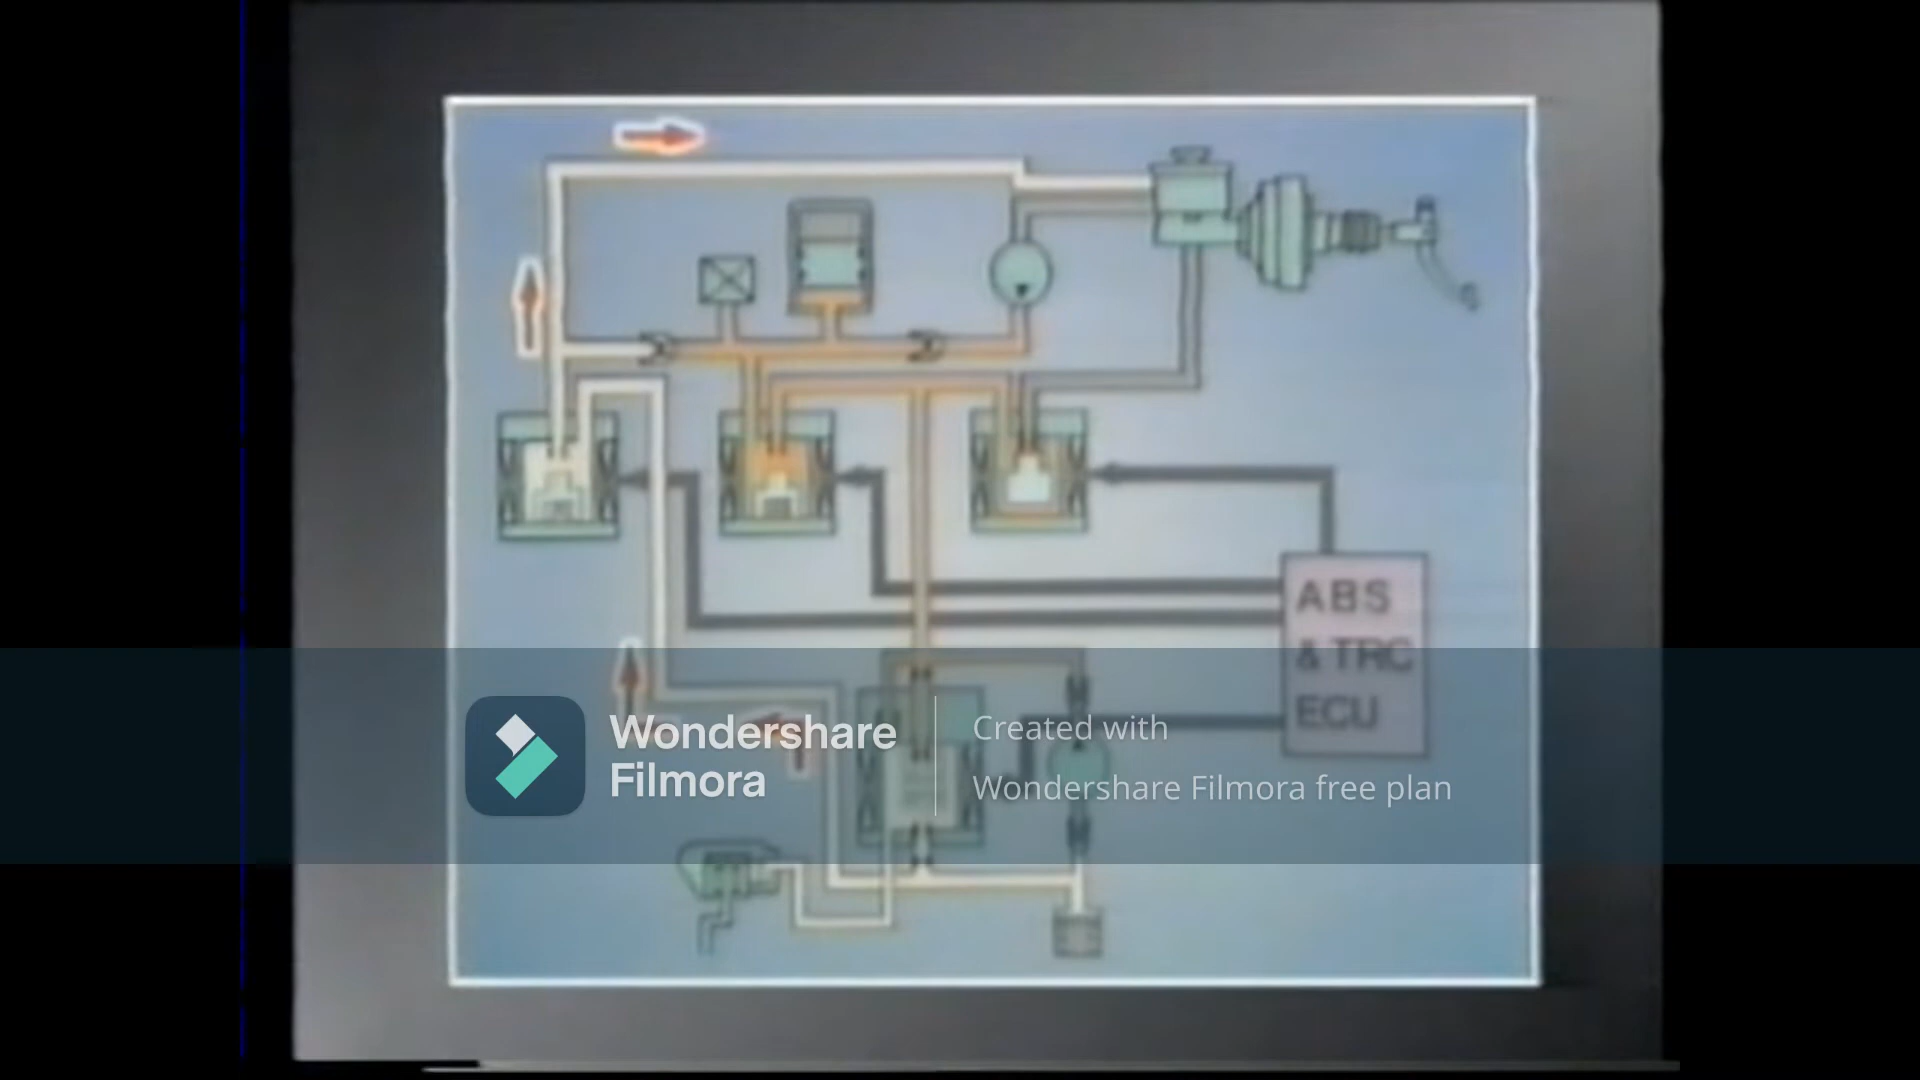 ABS
& TRC
ECU
Wondershare
Filmora
Created with
Wondershare Filmora free plan